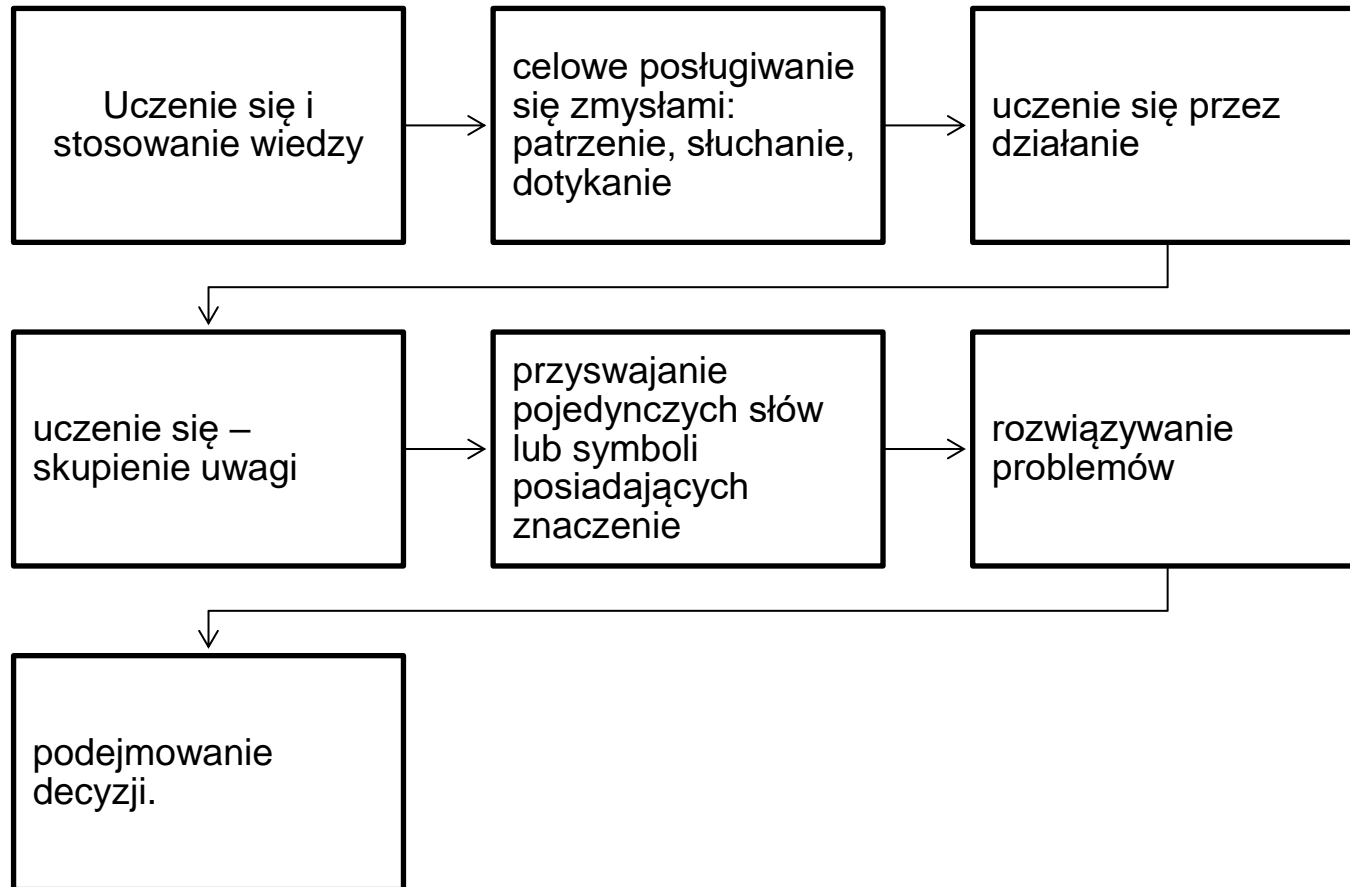 Uczenie się i
stosowanie wiedzy
celowe posługiwanie
się zmysłami:
patrzenie, słuchanie,
dotykanie
uczenie się przez
działanie
uczenie się –
skupienie uwagi
przyswajanie
pojedynczych słów
lub symboli
posiadających
znaczenie
rozwiązywanie
problemów
podejmowanie
decyzji.